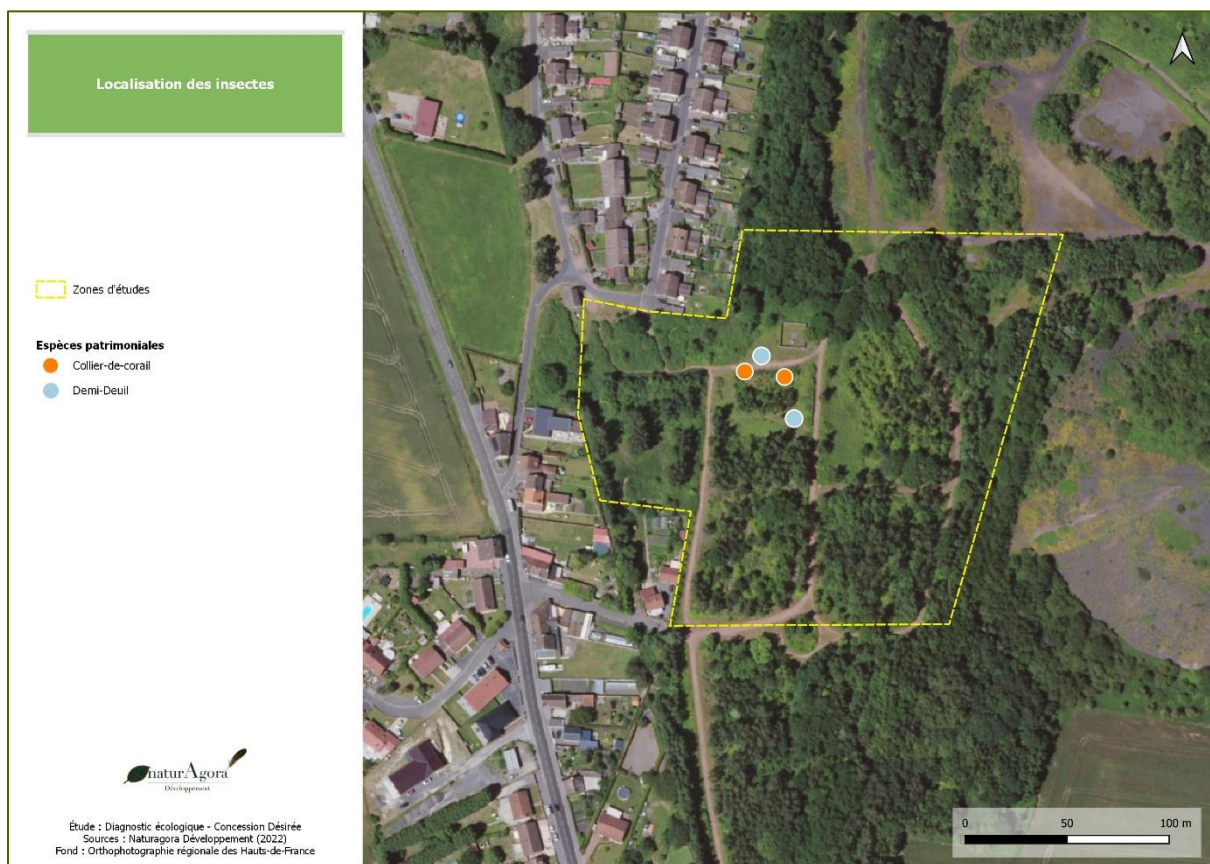 Localisation des insectes
Zones d'études
Espèces patrimoniales
Collier-de-corail
Demi-Deuil
naturAgora
Développement
Étude : Diagnostic écologique - Concession Désirée
Sources : Naturagora Développement (2022)
Fond : Orthophotographie régionale des Hauts-de-France
0 50 100 m